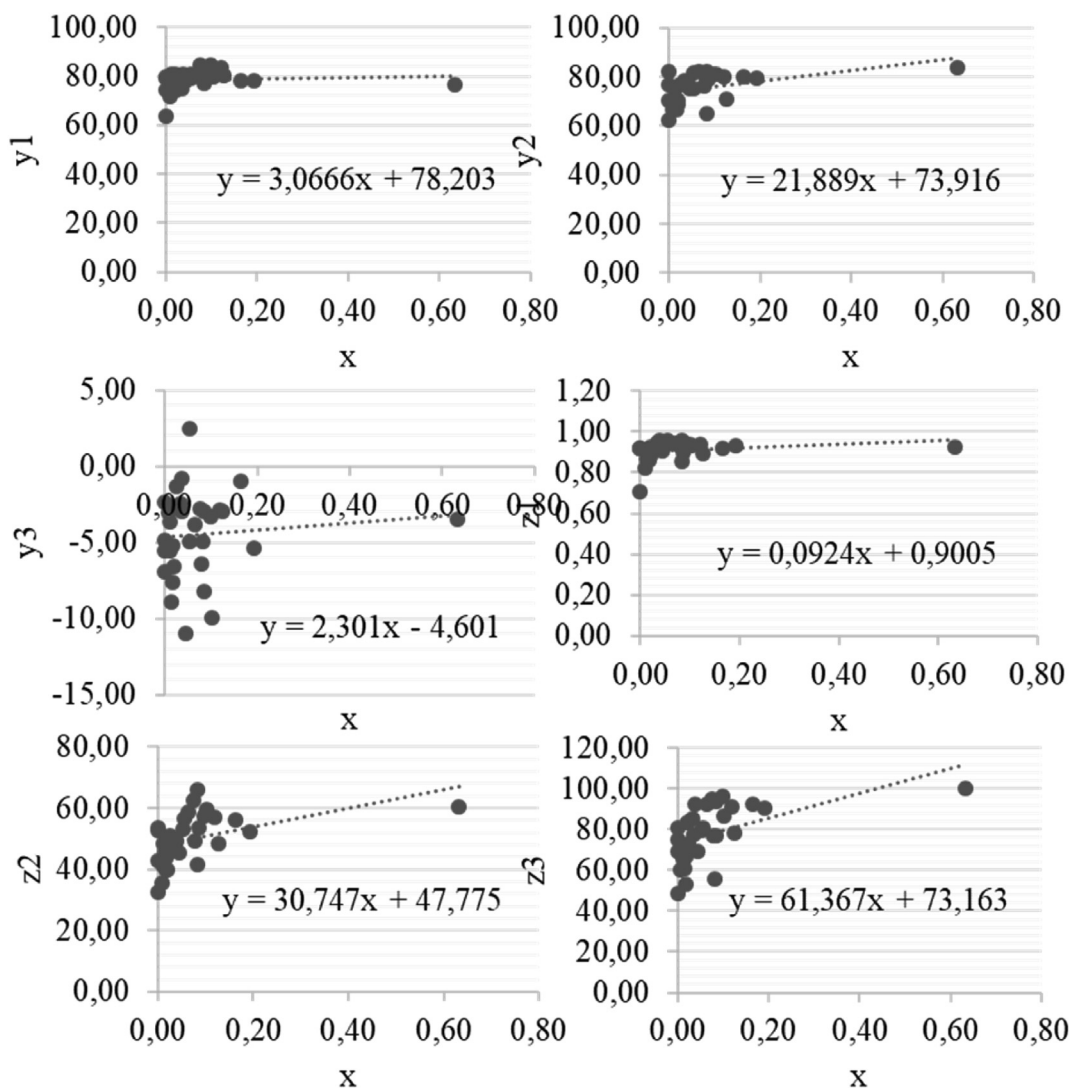 100,00
80,00
60,00
40,00
20,00
0,00
y1
y = 3,0666x + 78,203
0,00 0,20 0,40 0,60 0,80
x
100,00
80,00
60,00
40,00
20,00
0,00
y2
y = 21,889x + 73,916
0,00 0,20 0,40 0,60 0,80
x
5,00
0,00
-5,00
-10,00
-15,00
y3
0,00 0,20 0,40 0,60 0,80
y = 2,301x - 4,601
x
1,20
1,00
0,80
0,60
0,40
0,20
0,00
z1
y = 0,0924x + 0,9005
0,00 0,20 0,40 0,60 0,80
x
80,00
60,00
40,00
20,00
0,00
z2
y = 30,747x + 47,775
0,00 0,20 0,40 0,60 0,80
x
120,00
100,00
80,00
60,00
40,00
20,00
0,00
z3
y = 61,367x + 73,163
0,00 0,20 0,40 0,60 0,80
x